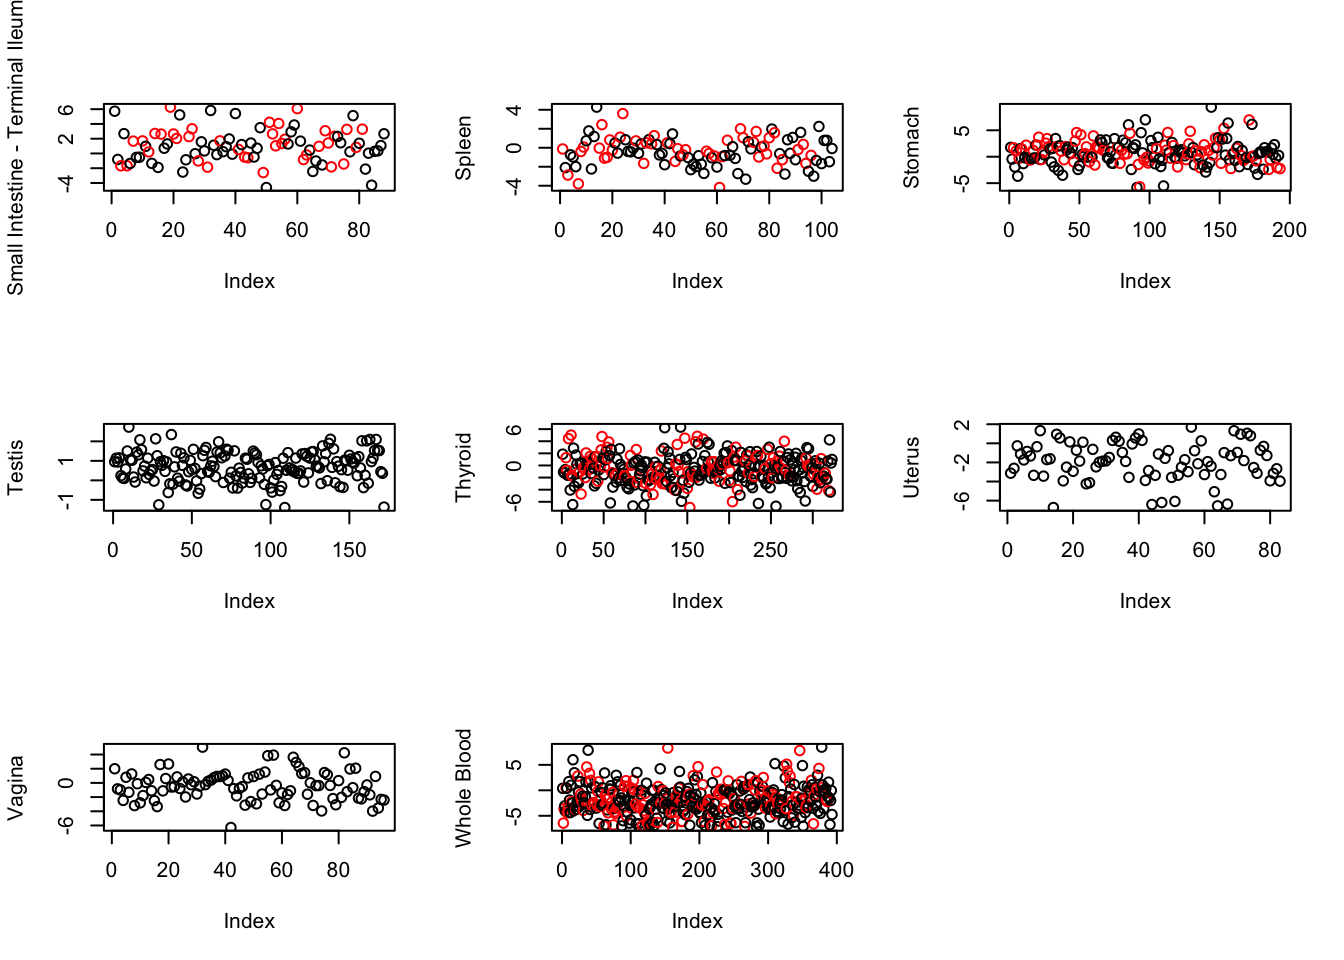 Small Intestine - Terminal Ileum
6
2
-4
0 20 40 60 80
Index
Spleen
4
0
-4
0 20 40 60 80 100
Index
Stomach
5
-5
0 50 100 150 200
Index
Testis
1
-1
0 50 100 150
Index
Thyroid
6
0
-6
0 50 150 250
Index
Uterus
2
-2
-6
0 20 40 60 80
Index
Vagina
0
-6
0 20 40 60 80
Index
Whole Blood
5
-5
0 100 200 300 400
Index